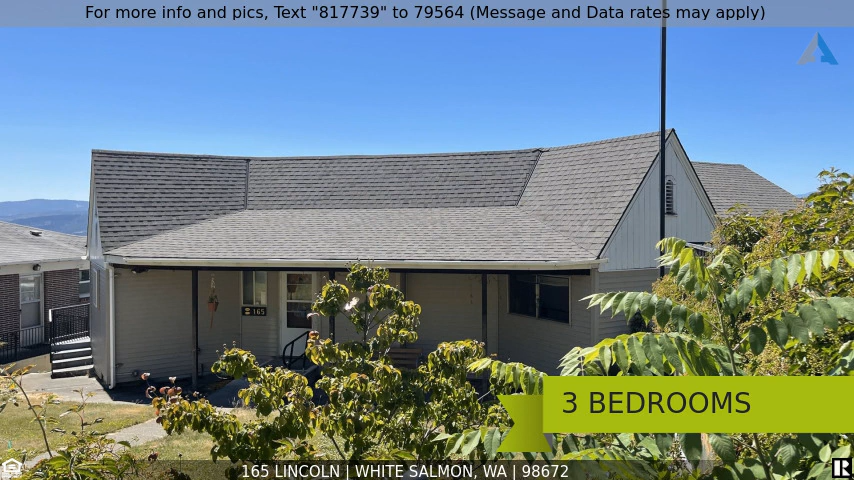 For more info and pics, Text "817739" to 79564 (Message and Data rates may apply)
165
3 BEDROOMS
165 LINCOLN | WHITE SALMON, WA | 98672